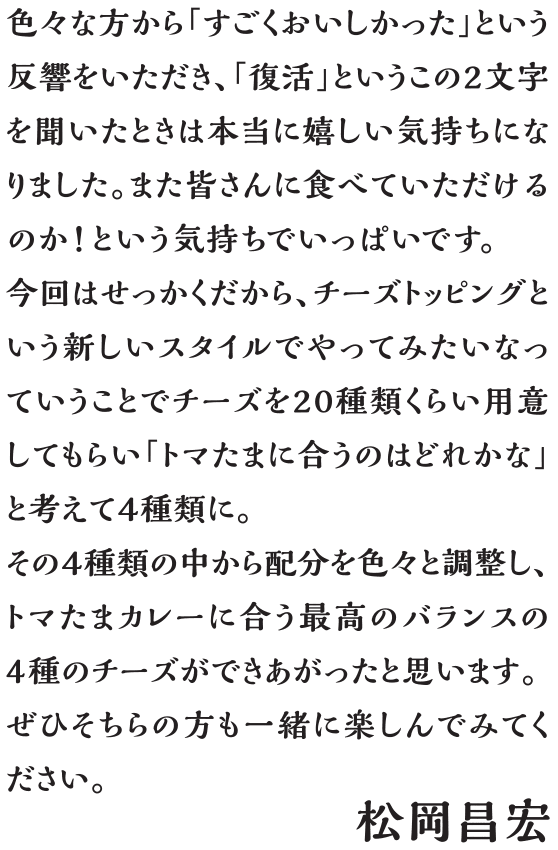 色々な方から「すごくおいしかった」という
反響をいただき、「復活」というこの2文字
を聞いたときは本当に嬉しい気持ちにな
りました。また皆さんに食べていただける
のか！という気持ちでいっぱいです。
今回はせっかくだから、チーズトッピングと
いう新しいスタイルでやってみたいなっ
ていうことでチーズを20種類くらい用意
してもらい「トマたまに合うのはどれかな」
と考えて4種類に。
その4種類の中から配分を色々と調整し、
トマたまカレーに合う最高のバランスの
4種のチーズができあがったと思います。
ぜひそちらの方も一緒に楽しんでみてく
ださい。
松岡昌宏